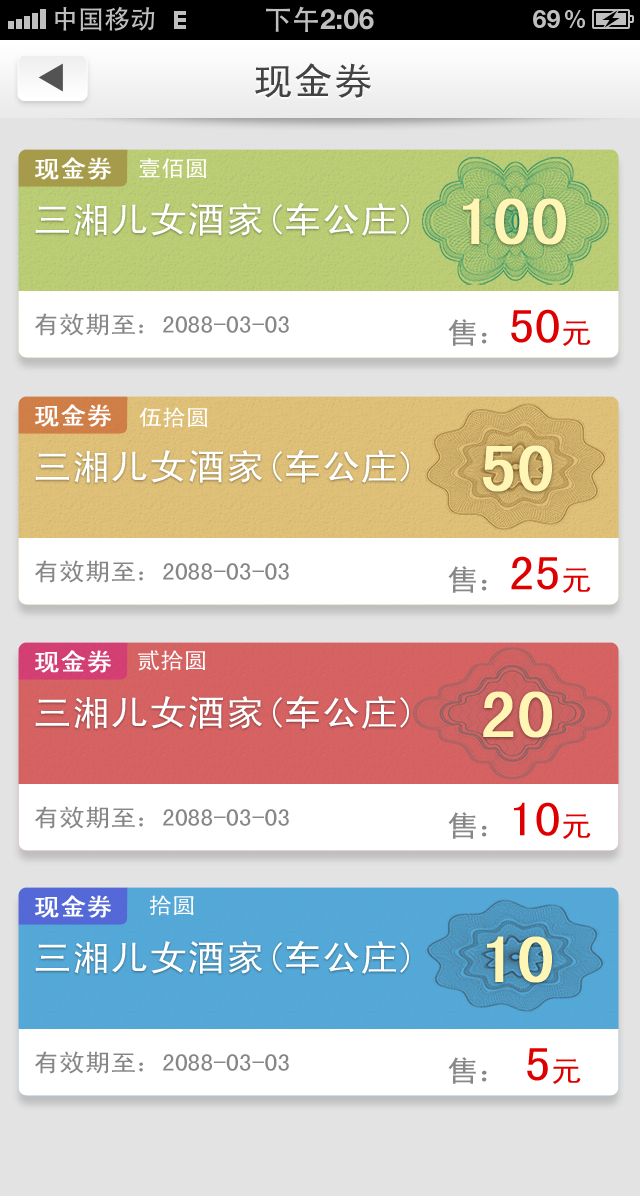 中国移动 E 下午2:06 69%
现金券
现金券 壹佰圆
三湘儿女酒家(车公庄) 100
有效期至：2088-03-03 售：50元
现金券 伍拾圆
三湘儿女酒家(车公庄) 50
有效期至：2088-03-03 售：25元
现金券 贰拾圆
三湘儿女酒家(车公庄) 20
有效期至：2088-03-03 售：10元
现金券 拾圆
三湘儿女酒家(车公庄) 10
有效期至：2088-03-03 售：5元